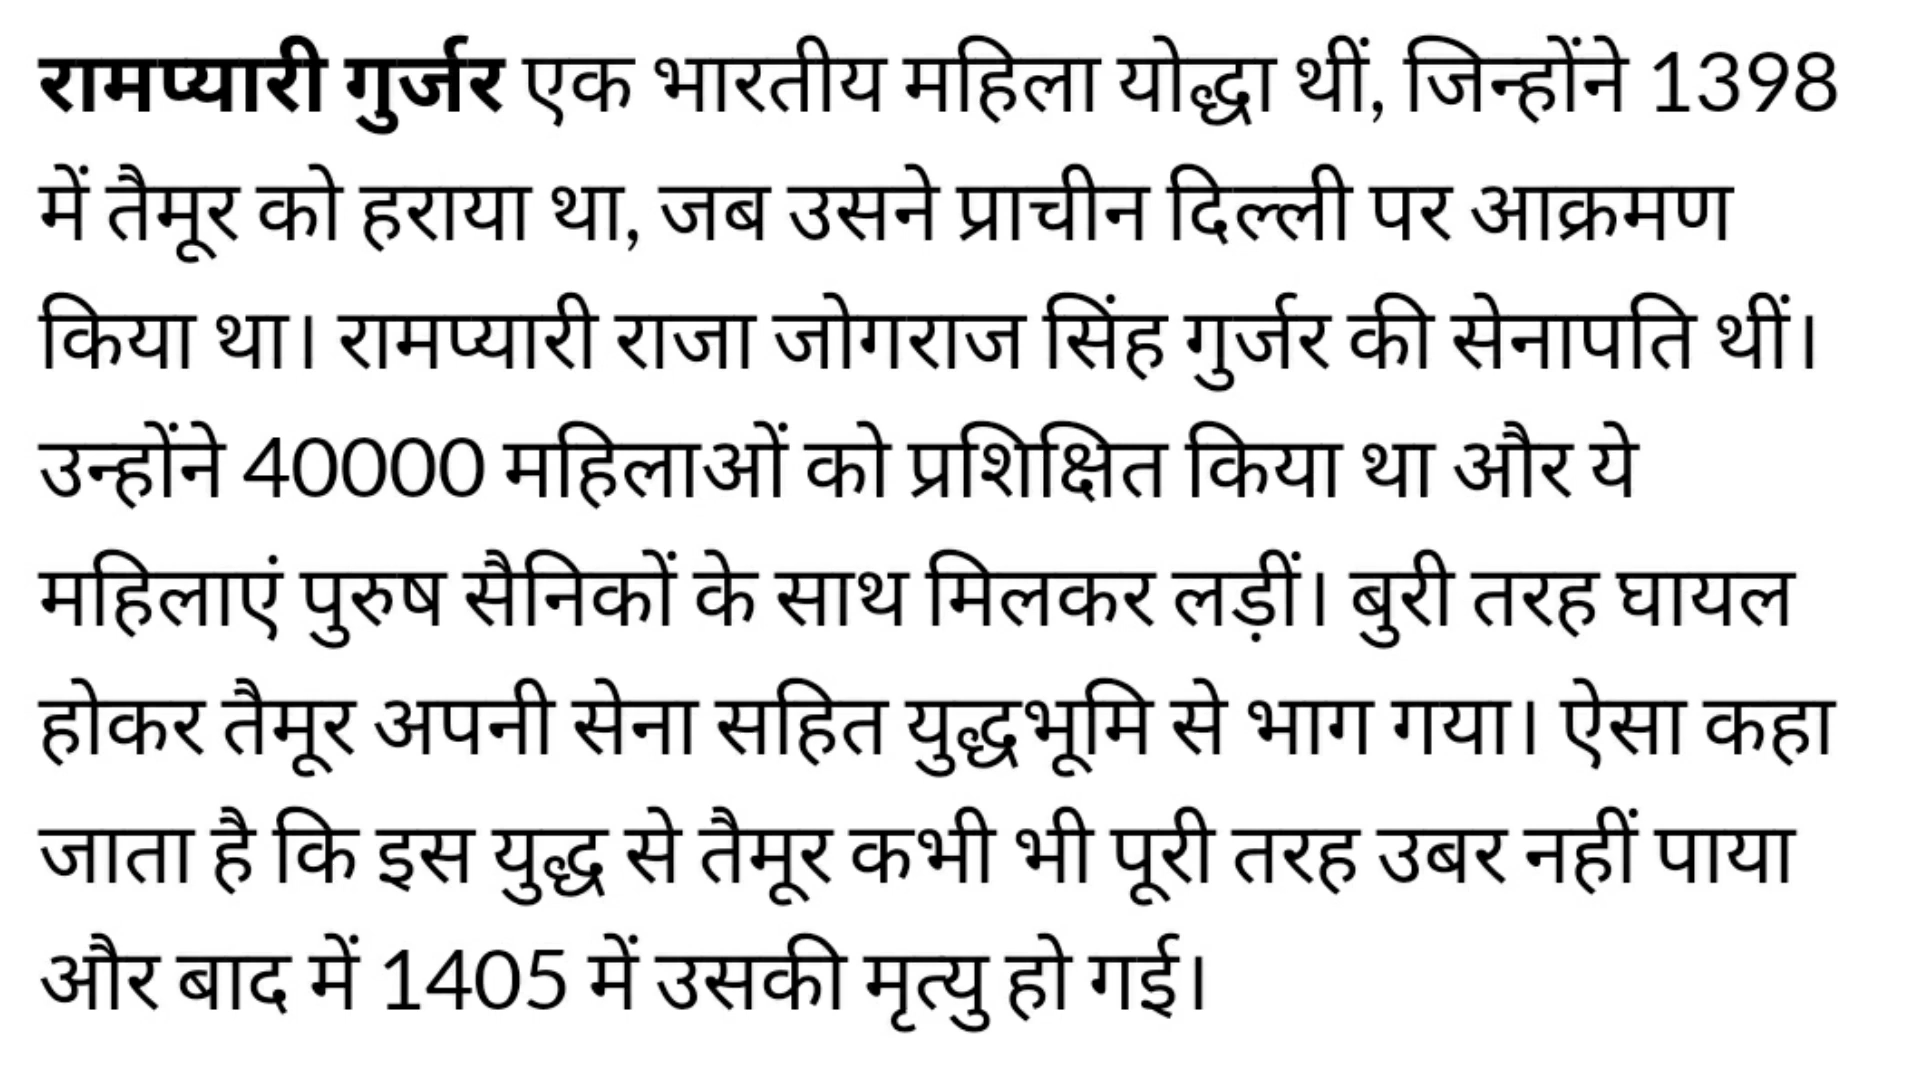 रामप्यारी गुर्जर एक भारतीय महिला योद्धा थीं, जिन्होंने 1398
में तैमूर को हराया था, जब उसने प्राचीन दिल्ली पर आक्रमण
किया था। रामप्यारी राजा जोगराज सिंह गुर्जर की सेनापति थीं।
उन्होंने 40000 महिलाओं को प्रशिक्षित किया था और ये
महिलाएं पुरुष सैनिकों के साथ मिलकर लड़ीं। बुरी तरह घायल
होकर तैमूर अपनी सेना सहित युद्धभूमि से भाग गया। ऐसा कहा
जाता है कि इस युद्ध से तैमूर कभी भी पूरी तरह उबर नहीं पाया
और बाद में 1405 में उसकी मृत्यु हो गई।